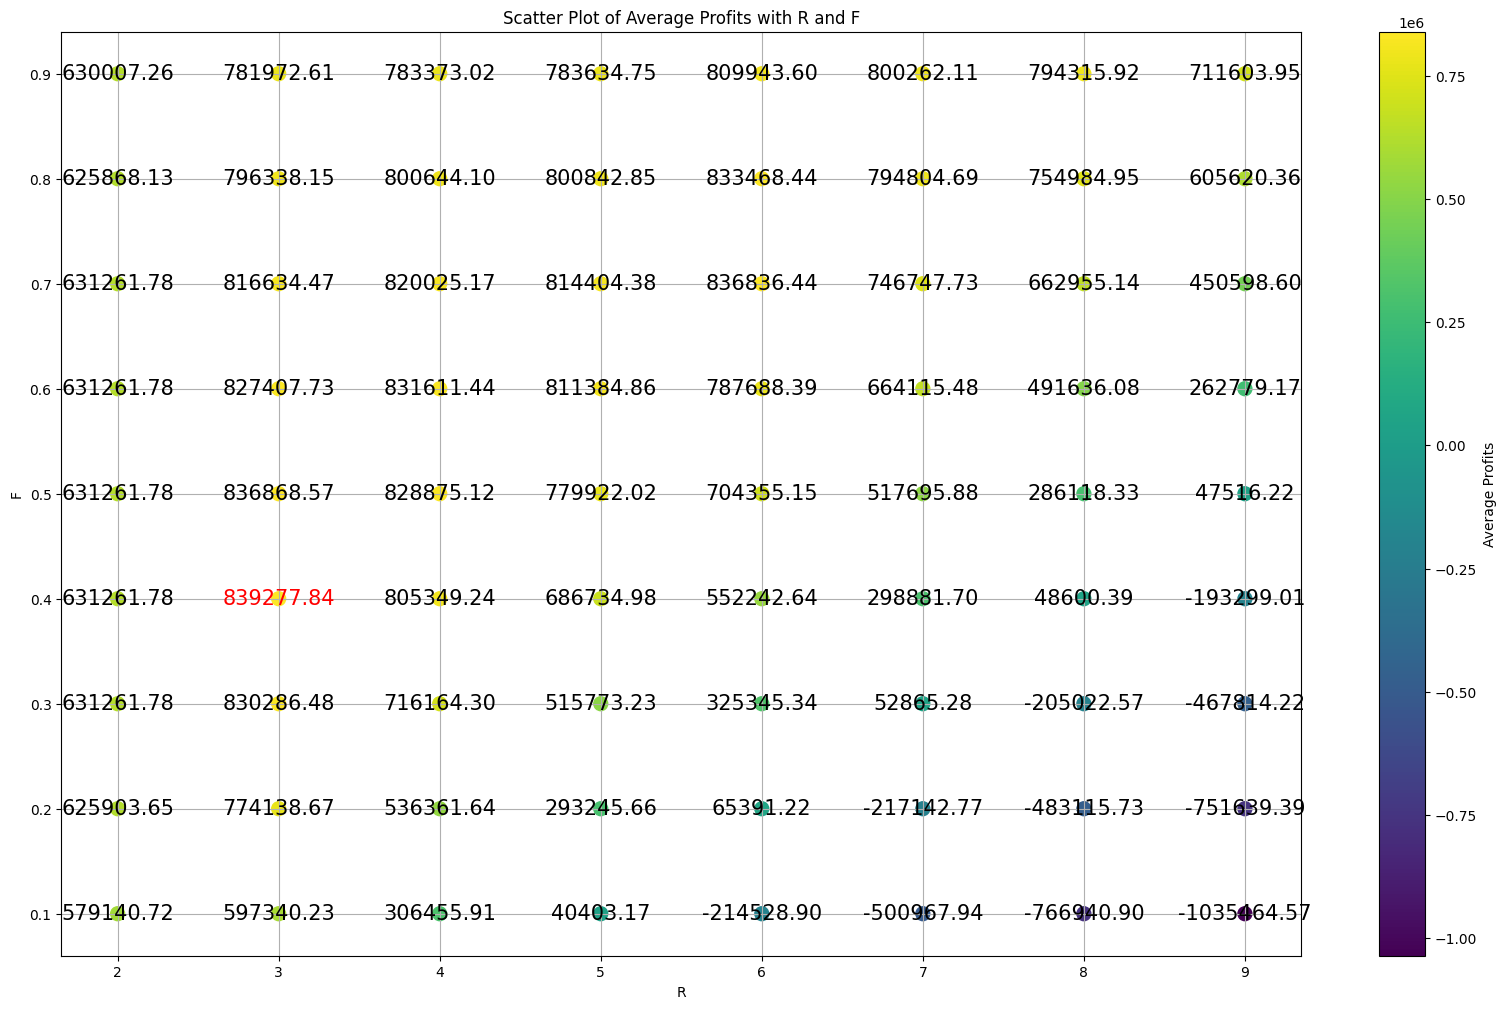 Scatter Plot of Average Profits with R and F
1e6
0.9 630007.26 781972.61 783373.02 783634.75 809943.60 800262.11 794315.92 711603.95
0.8 625868.13 796338.15 800644.10 800842.85 833468.44 794804.69 754984.95 605620.36
0.7 631261.78 816634.47 820025.17 814404.38 836836.44 746747.73 662955.14 450598.60
0.6 631261.78 827407.73 831611.44 811384.86 787688.39 664115.48 491636.08 262779.17
0.5 631261.78 836868.57 828875.12 779922.02 704355.15 517695.88 286118.33 47516.22
0.4 631261.78 839277.84 805349.24 686734.98 552242.64 298881.70 48600.39 -193299.01
0.3 631261.78 830286.48 716164.30 515773.23 325345.34 52865.28 -205022.57 -467814.22
0.2 625903.65 774138.67 536361.64 293245.66 65391.22 -217142.77 -483115.73 -751639.39
0.1 579140.72 597340.23 306455.91 40403.17 -214528.90 -500967.94 -766940.90 -1035464.57
2 3 4 5 6 7 8 9
R
F
0.75
0.50
0.25
0.00
−0.25
−0.50
−0.75
−1.00
Average Profits